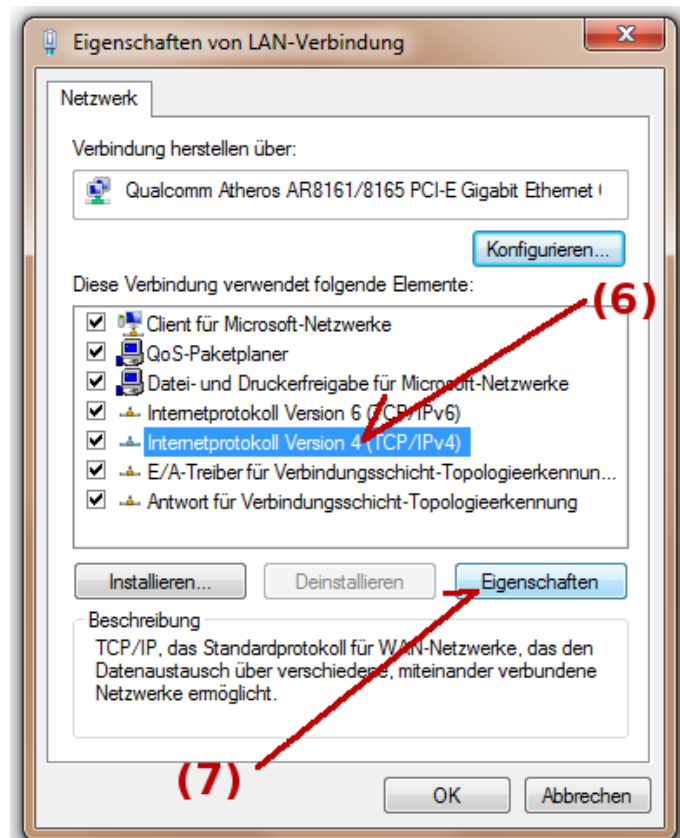 Eigenschaften von LAN-Verbindung
Netzwerk
Verbindung herstellen über:
Qualcomm Atheros AR8161/8165 PCI-E Gigabit Ethernet
Konfigurieren...
Diese Verbindung verwendet folgende Elemente:
(6)
Client für Microsoft-Netzwerke
QoS-Paketplaner
Datei- und Druckerfreigabe für Microsoft-Netzwerke
Internetprotokoll Version 6 (TCP/IPv6)
Internetprotokoll Version 4 (TCP/IPv4)
E/A-Treiber für Verbindungsschicht-Topologieerkennun...
Antwort für Verbindungsschicht-Topologieerkennung
Installieren... Deinstallieren Eigenschaften
Beschreibung
TCP/IP, das Standardprotokoll für WAN-Netzwerke, das den
Datenaustausch über verschiedene, miteinander verbundene
Netzwerke ermöglicht.
(7)
OK Abbrechen